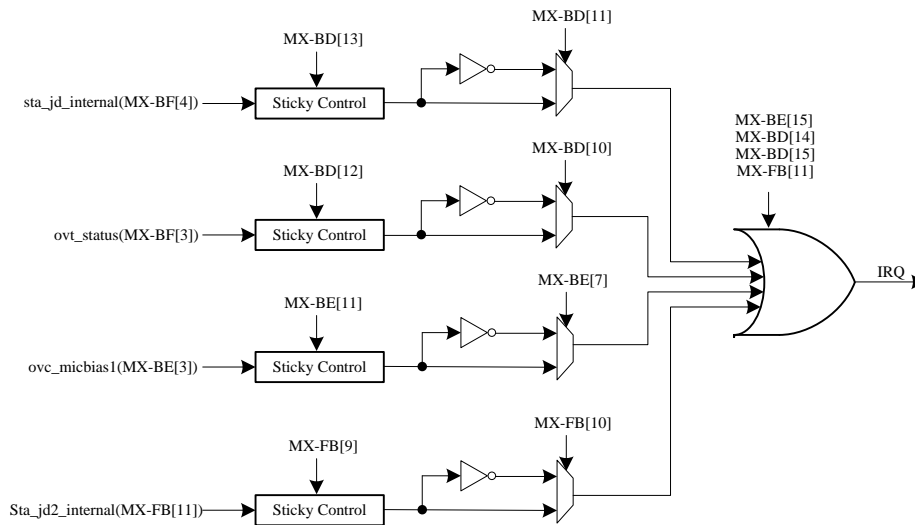 MX-BD[11]
MX-BD[13]
sta_jd_internal(MX-BF[4])
Sticky Control
MX-BE[15]
MX-BD[14]
MX-BD[15]
MX-FB[11]
MX-BD[10]
MX-BD[12]
ovt_status(MX-BF[3])
Sticky Control
IRQ
MX-BE[7]
MX-BE[11]
ovc_micbias1(MX-BE[3])
Sticky Control
MX-FB[10]
MX-FB[9]
Sta_jd2_internal(MX-FB[11])
Sticky Control